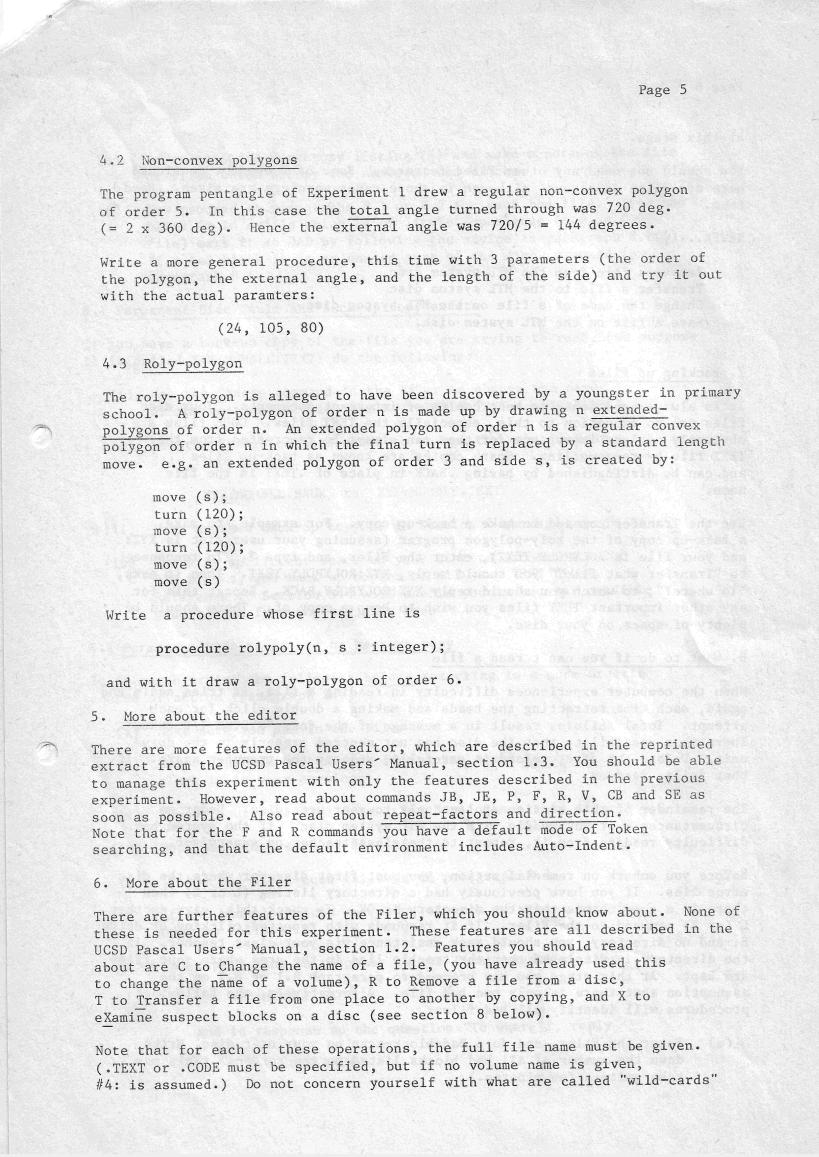 Page 5
4.2 Non-convex polygons
The program pentangle of Experiment 1 drew a regular non-convex polygon
of order 5. In this case the total angle turned through was 720 deg.
(= 2 x 360 deg). Hence the external angle was 720/5 = 144 degrees.
Write a more general procedure, this time with 3 parameters (the order of
the polygon, the external angle, and the length of the side) and try it out
with the actual paramters:
(24, 105, 80)
4.3 Roly-polygon
The roly-polygon is alleged to have been discovered by a youngster in primary
school. A roly-polygon of order n is made up by drawing n extended-
polygons of order n. An extended polygon of order n is a regular convex
polygon of order n in which the final turn is replaced by a standard length
move. e.g. an extended polygon of order 3 and side s, is created by:
move (s);
turn (120);
move (s);
turn (120);
move (s);
move (s)
Write a procedure whose first line is
procedure rolypoly(n, s : integer);
and with it draw a roly-polygon of order 6.
5. More about the editor
There are more features of the editor, which are described in the reprinted
extract from the UCSD Pascal Users´ Manual, section 1.3. You should be able
to manage this experiment with only the features described in the previous
experiment. However, read about commands JB, JE, P, F, R, V, CB and SE as
soon as possible. Also read about repeat-factors and direction.
Note that for the F and R commands you have a default mode of Token
searching, and that the default environment includes Auto-Indent.
6. More about the Filer
There are further features of the Filer, which you should know about. None of
these is needed for this experiment. These features are all described in the
UCSD Pascal Users´ Manual, section 1.2. Features you should read
about are C to Change the name of a file, (you have already used this
to change the name of a volume), R to Remove a file from a disc,
T to Transfer a file from one place to another by copying, and X to
eXamine suspect blocks on a disc (see section 8 below).
Note that for each of these operations, the full file name must be given.
(.TEXT or .CODE must be specified, but if no volume name is given,
#4: is assumed.) Do not concern yourself with what are called "wild-cards"